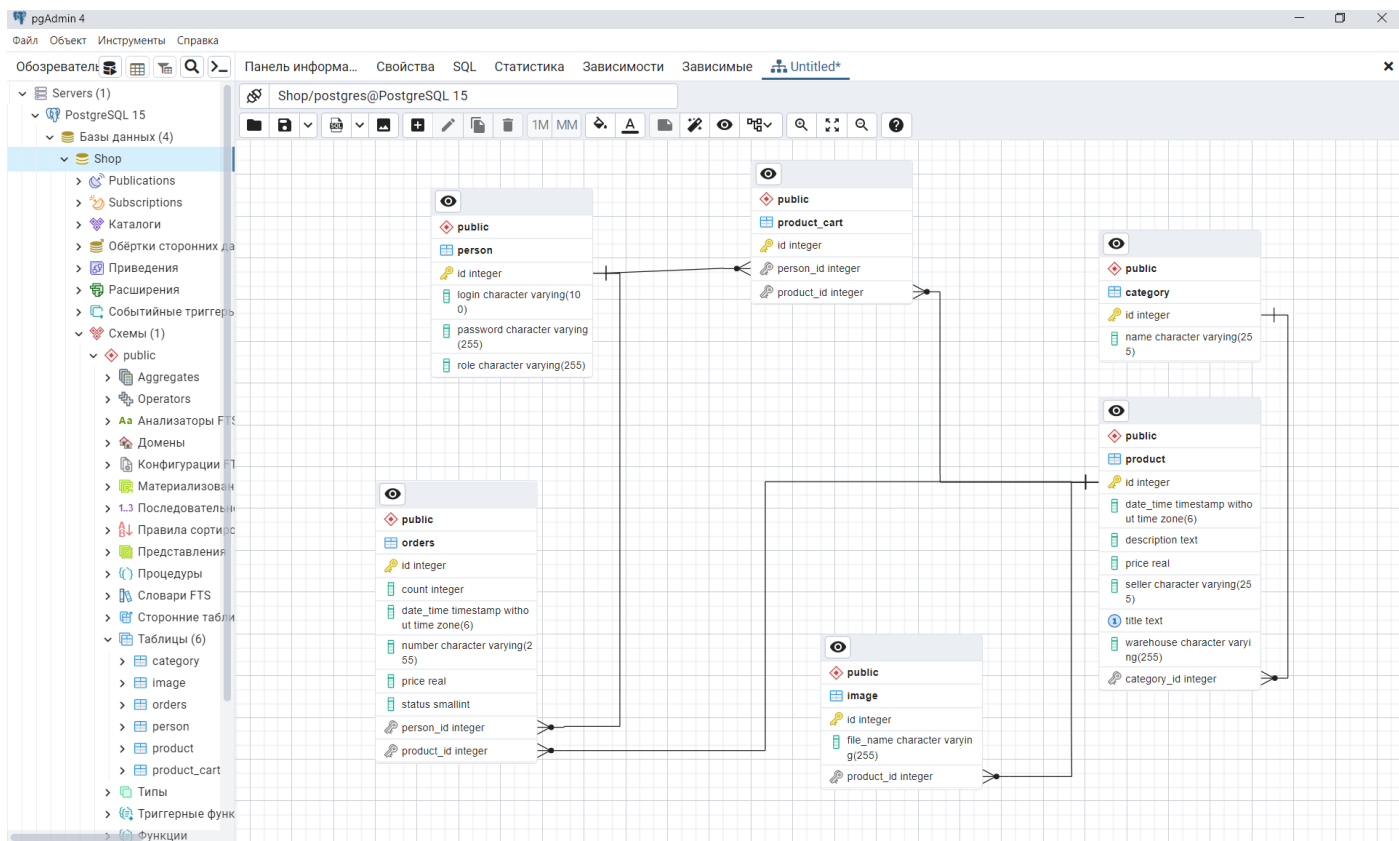 pgAdmin 4
Файл Объект Инструменты Справка
Обозреватель
Панель информа... Свойства SQL Статистика Зависимости Зависимые Untitled*
Servers (1)
PostgreSQL 15
Базы данных (4)
Shop
Publications
Subscriptions
Каталоги
Обёртки сторонних да
Приведения
Расширения
Событийные триггеры
Схемы (1)
public
Aggregates
Operators
Aa Анализаторы FTS
Домены
Конфигурации FT
Материализован
1..3 Последовательн
Правила сортиро
Представления
Процедуры
Словари FTS
Сторонние табли
Таблицы (6)
category
image
orders
person
product
product_cart
Типы
Триггерные функ
Функции
Shop/postgres@PostgreSQL 15
SQL 1M MM
public
person
id integer
login character varying(10
0)
password character varying
(255)
role character varying(255)
public
product_cart
id integer
person_id integer
product_id integer
public
category
id integer
name character varying(25
5)
public
product
id integer
date_time timestamp witho
ut time zone(6)
description text
price real
seller character varying(25
5)
1 title text
warehouse character varyi
ng(255)
category_id integer
public
orders
id integer
count integer
date_time timestamp witho
ut time zone(6)
number character varying(2
55)
price real
status smallint
person_id integer
product_id integer
public
image
id integer
file_name character varyin
g(255)
product_id integer